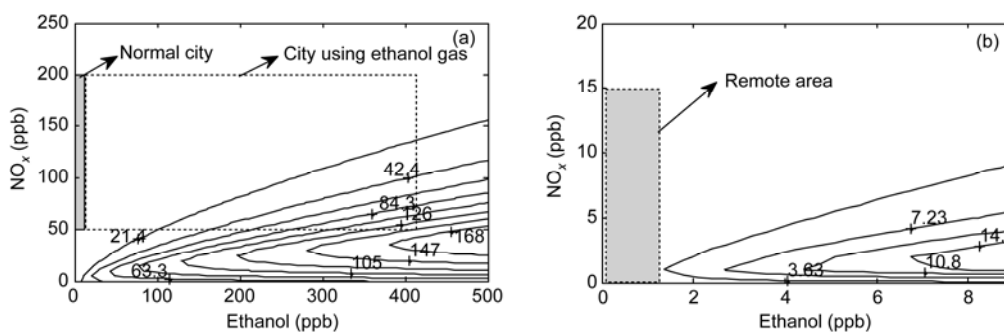 (a)
Normal city
City using ethanol gas
NOx (ppb)
250
200
150
100
50
0
42.4
84.3
126
21.4
168
147
105
63.3
0 100 200 300 400 500
Ethanol (ppb)
(b)
Remote area
NOx (ppb)
20
15
10
5
0
7.23
10.8
3.63
2 4 6 8
Ethanol (ppb)